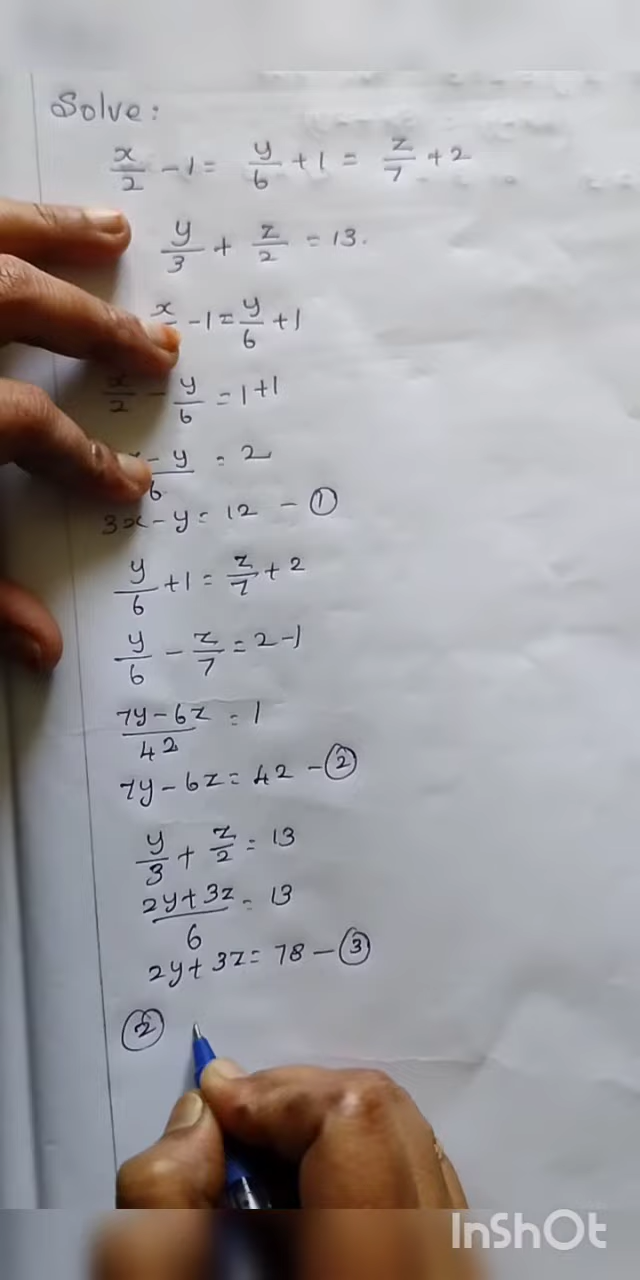 Solve:
x/2 - 1 = y/6 + 1 = z/7 + 2
y/3 + z/2 = 13.
x - 1 = y/6 + 1
x/2 - y/6 = 1+1
- y/6 = 2
3x - y = 12 - ①
y/6 + 1 = z/7 + 2
y/6 - z/7 = 2-1
7y - 6z/42 = 1
7y - 6z = 42 - ②
y/3 + z/2 = 13
2y + 3z/6 = 13
2y + 3z = 78 - ③
②
InShOt